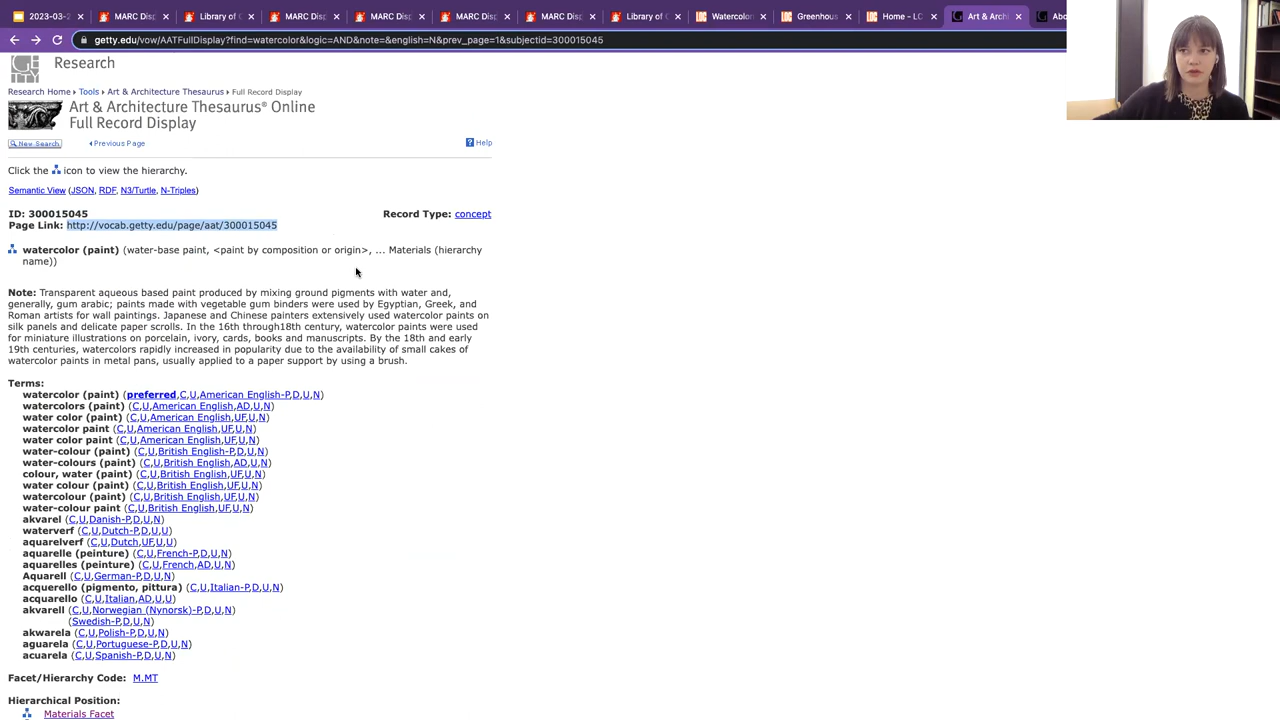 2023-03-2
MARC Disp
Library of C
MARC Disp
MARC Disp
MARC Disp
MARC Disp
Library of C
LOC Watercolor
LOC Greenhous
LOC Home - LC
Art & Archi
Abo
getty.edu/vow/AATFullDisplay?find=watercolor&logic=AND&note=&english=N&prev_page=1&subjectid=300015045
Research
Research Home Tools Art & Architecture Thesaurus Full Record Display
Art & Architecture Thesaurus® Online
Full Record Display
New Search Previous Page ? Help
Click the icon to view the hierarchy.
Semantic View (JSON, RDF, N3/Turtle, N-Triples)
ID: 300015045 Record Type: concept
Page Link: http://vocab.getty.edu/page/aat/300015045
watercolor (paint) (water-base paint, <paint by composition or origin>, ... Materials (hierarchy
name))
Note: Transparent aqueous based paint produced by mixing ground pigments with water and,
generally, gum arabic; paints made with vegetable gum binders were used by Egyptian, Greek, and
Roman artists for wall paintings. Japanese and Chinese painters extensively used watercolor paints on
silk panels and delicate paper scrolls. In the 16th through18th century, watercolor paints were used
for miniature illustrations on porcelain, ivory, cards, books and manuscripts. By the 18th and early
19th centuries, watercolors rapidly increased in popularity due to the availability of small cakes of
watercolor paints in metal pans, usually applied to a paper support by using a brush.
Terms:
watercolor (paint) (preferred,C,U,American English-P,D,U,N)
watercolors (paint) (C,U,American English,AD,U,N)
water color (paint) (C,U,American English,UF,U,N)
watercolor paint (C,U,American English,UF,U,N)
water color paint (C,U,American English,UF,U,N)
water-colour (paint) (C,U,British English-P,D,U,N)
water-colours (paint) (C,U,British English,AD,U,N)
colour, water (paint) (C,U,British English,UF,U,N)
water colour (paint) (C,U,British English,UF,U,N)
watercolour (paint) (C,U,British English,UF,U,N)
water-colour paint (C,U,British English,UF,U,N)
akvarel (C,U,Danish-P,D,U,N)
waterverf (C,U,Dutch-P,D,U,U)
aquarelverf (C,U,Dutch,UF,U,U)
aquarelle (peinture) (C,U,French-P,D,U,N)
aquarelles (peinture) (C,U,French,AD,U,N)
Aquarell (C,U,German-P,D,U,N)
acquerello (pigmento, pittura) (C,U,Italian-P,D,U,N)
acquarello (C,U,Italian,AD,U,U)
akvarell (C,U,Norwegian (Nynorsk)-P,D,U,N)
(Swedish-P,D,U,N)
akwarela (C,U,Polish-P,D,U,N)
aguarela (C,U,Portuguese-P,D,U,N)
acuarela (C,U,Spanish-P,D,U,N)
Facet/Hierarchy Code: M.MT
Hierarchical Position:
Materials Facet